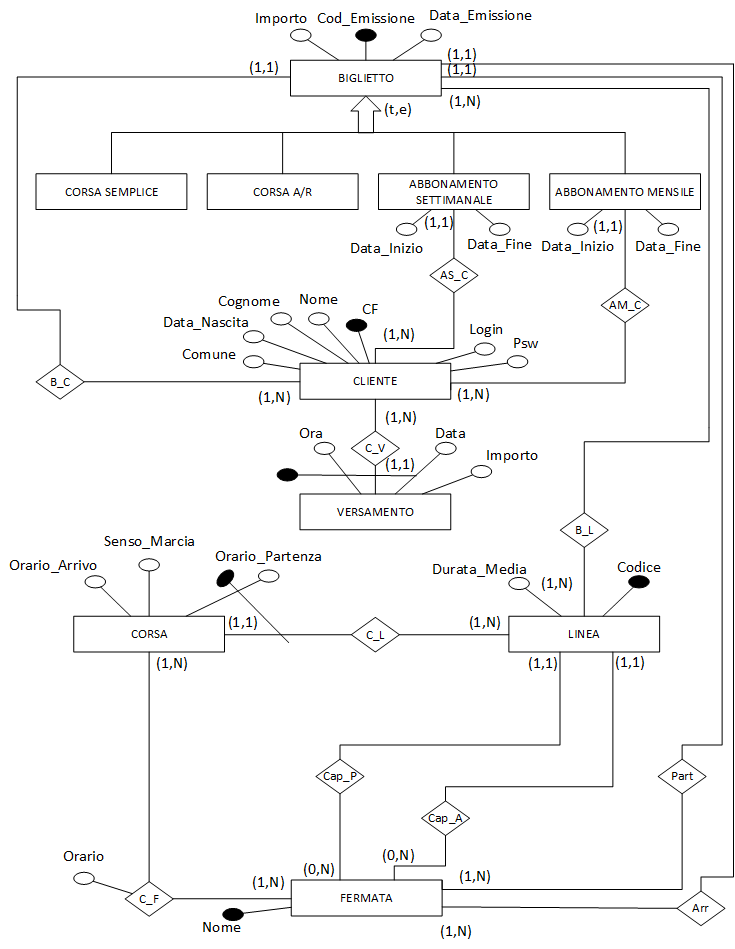 Importo Cod_Emissione Data_Emissione
(1,1)
(1,1) BIGLIETTO (1,1)
(1,N)
(t,e)
CORSA SEMPLICE CORSA A/R ABBONAMENTO SETTIMANALE ABBONAMENTO MENSILE
(1,1) (1,1)
Data_Inizio Data_Fine Data_Inizio Data_Fine
AS_C
AM_C
Cognome Nome CF
Data_Nascita (1,N) Login
Comune Psw
B_C CLIENTE
(1,N) (1,N)
(1,N)
Ora C_V Data
(1,1) Importo
VERSAMENTO
B_L
Senso_Marcia
Orario_Arrivo Orario_Partenza
Durata_Media (1,N) Codice
(1,1) (1,N)
CORSA C_L LINEA
(1,N) (1,1) (1,1)
Cap_P Part
Cap_A
Orario (0,N) (0,N)
(1,N) (1,N)
C_F FERMATA Arr
Nome (1,N)